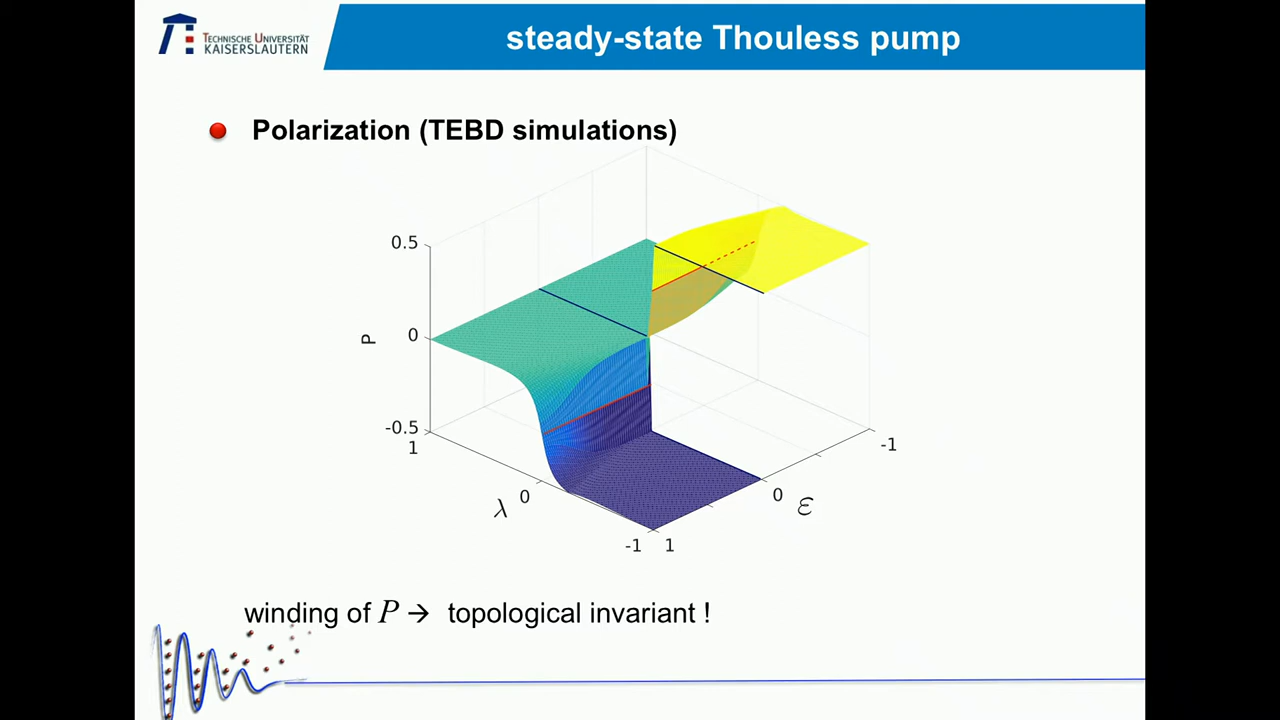 TECHNISCHE UNIVERSITÄT
KAISERSLAUTERN
steady-state Thouless pump
Polarization (TEBD simulations)
0.5
0
-0.5
P
1
0
-1
λ
1
0
-1
ε
winding of P → topological invariant !